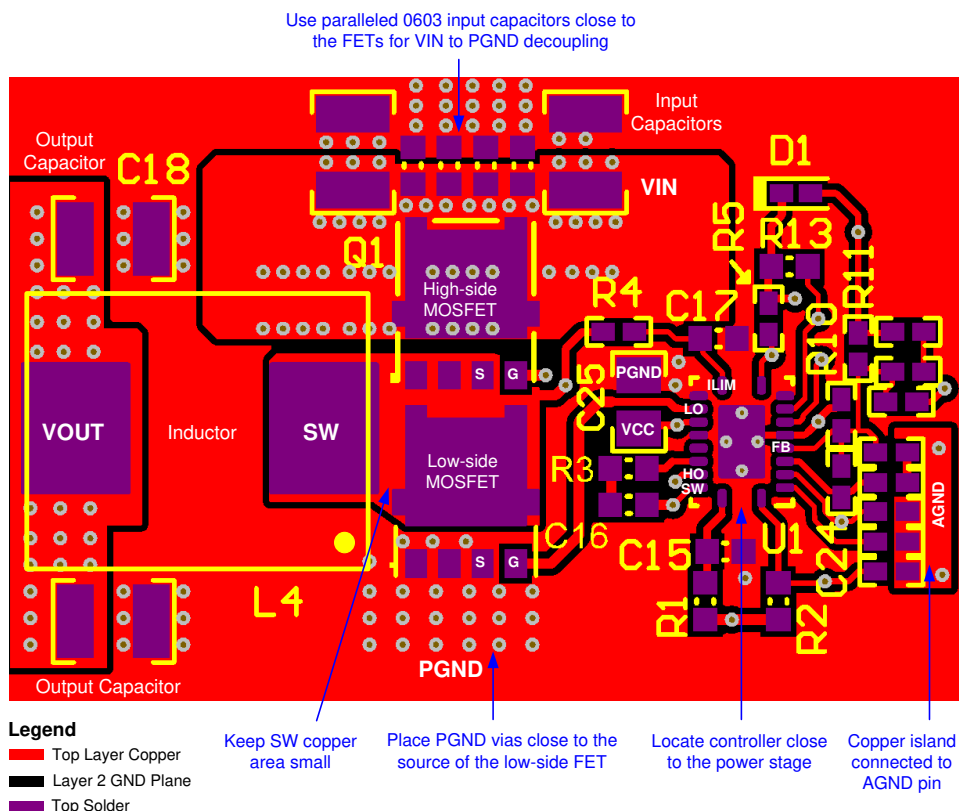 Use paralleled 0603 input capacitors close to
the FETs for VIN to PGND decoupling
Output
Capacitor
C18
Input
Capacitors
VIN
D1
R5
R13
R11
Q1
High-side
MOSFET
R4
C17
R10
S
G
C25
PGND
ILIM
LO
VOUT
Inductor
SW
VCC
FB
Low-side
MOSFET
R3
HO
SW
AGND
C16
S
G
C15
U1
C24
L4
R1
R2
Output Capacitor
PGND
Legend
Top Layer Copper
Layer 2 GND Plane
Top Solder
Keep SW copper
area small
Place PGND vias close to the
source of the low-side FET
Locate controller close
to the power stage
Copper island
connected to
AGND pin